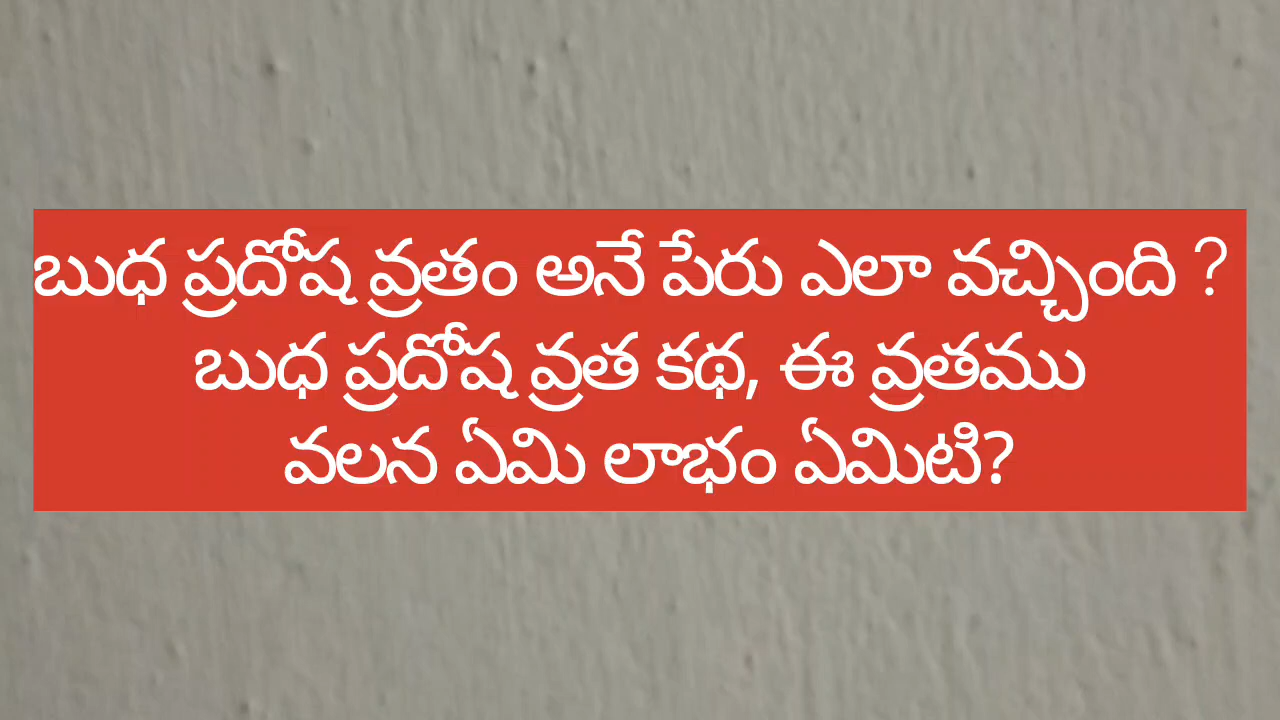 బుధ ప్రదోష వ్రతం అనే పేరు ఎలా వచ్చింది ?
బుధ ప్రదోష వ్రత కథ, ఈ వ్రతము
వలన ఏమి లాభం ఏమిటి?